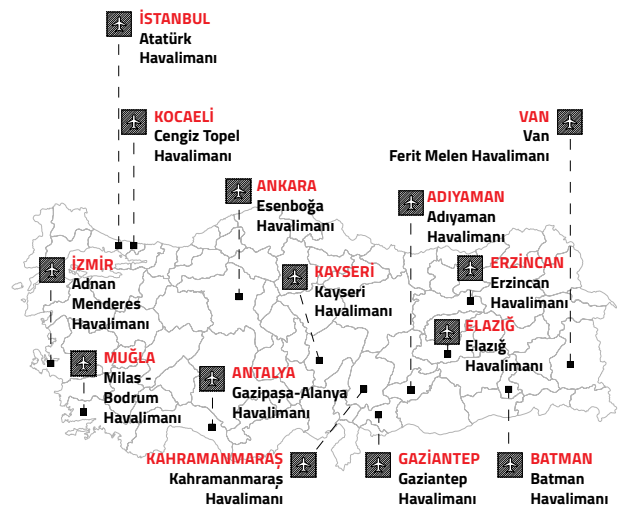 İSTANBUL
Atatürk
Havalimanı
KOCAELİ
Cengiz Topel
Havalimanı
VAN
Van
Ferit Melen Havalimanı
ANKARA
Esenboğa
Havalimanı
ADIYAMAN
Adıyaman
Havalimanı
İZMİR
Adnan
Menderes
Havalimanı
KAYSERİ
Kayseri
Havalimanı
ERZİNCAN
Erzincan
Havalimanı
ELAZIĞ
Elazığ
Havalimanı
MUĞLA
Milas -
Bodrum
Havalimanı
ANTALYA
Gazipaşa-Alanya
Havalimanı
KAHRAMANMARAŞ
Kahramanmaraş
Havalimanı
GAZİANTEP
Gaziantep
Havalimanı
BATMAN
Batman
Havalimanı